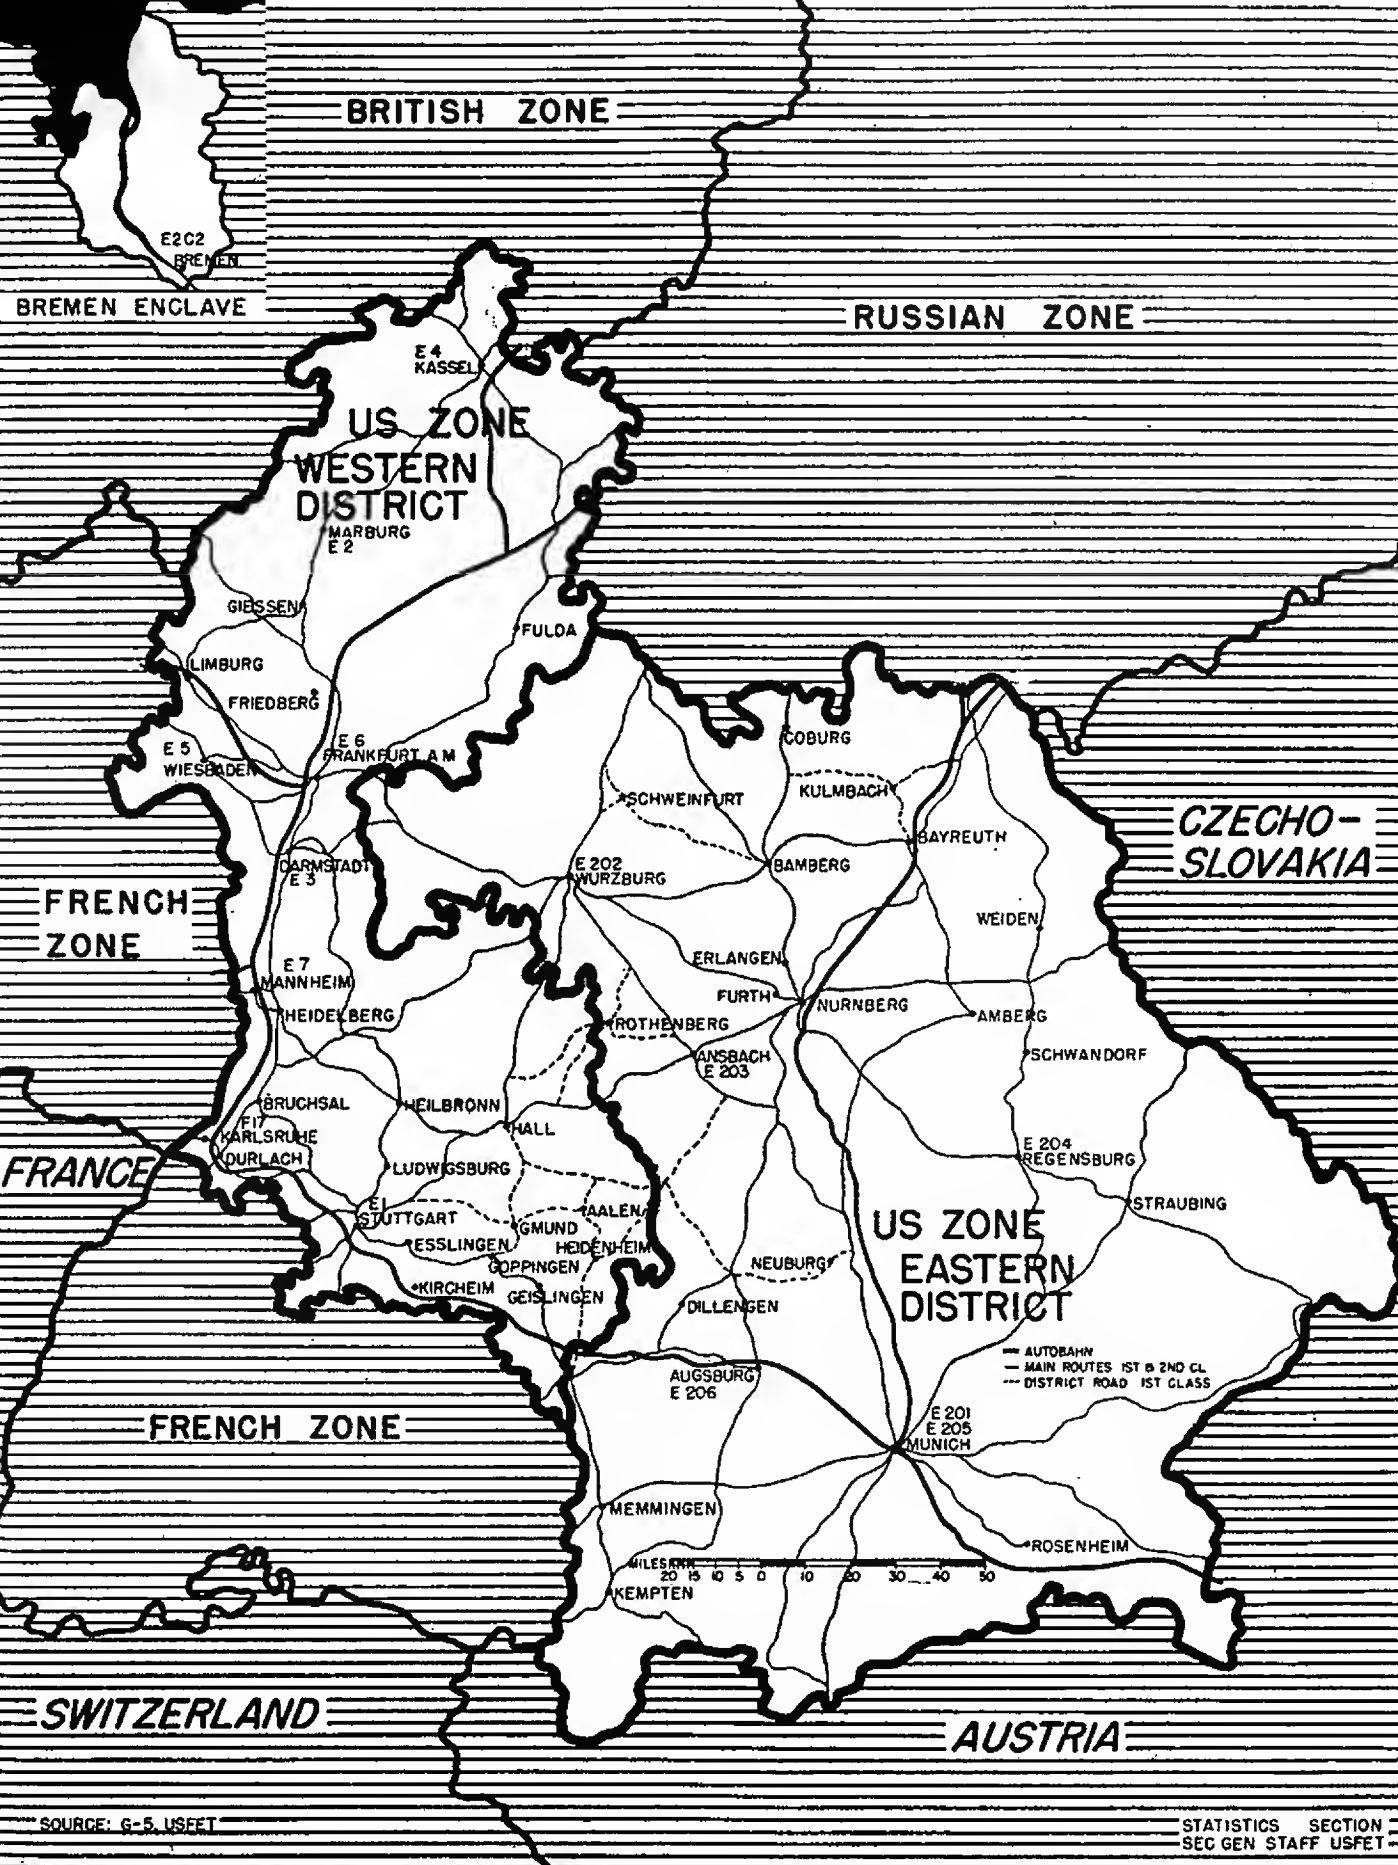 BRITISH ZONE
E2C2
BREMEN
BREMEN ENCLAVE
RUSSIAN ZONE
E 4
KASSEL
US ZONE
WESTERN
DISTRICT
MARBURG
E 2
GIESSEN
FULDA
LIMBURG
FRIEDBERG
E 5
WIESBADEN
E 6
FRANKFURT A M
COBURG
SCHWEINFURT
KULMBACH
CZECHO-
SLOVAKIA
BAYREUTH
DARMSTADT
E 3
E 202
WURZBURG
BAMBERG
FRENCH
ZONE
WEIDEN
E 7
MANNHEIM
ERLANGEN
FURTH
NURNBERG
HEIDELBERG
ROTHENBERG
AMBERG
ANSBACH
E 203
SCHWANDORF
BRUCHSAL
HEILBRONN
F17
KARLSRUHE
HALL
DURLACH
FRANCE
LUDWIGSBURG
E 204
REGENSBURG
STRAUBING
E1
STUTTGART
AALEN
GMUND
ESSLINGEN
HEIDENHEIM
GOPPINGEN
NEUBURG
US ZONE
EASTERN
DISTRICT
KIRCHEIM
GEISLINGEN
DILLENGEN
AUTOBAHN
MAIN ROUTES 1ST & 2ND CL
DISTRICT ROAD 1ST CLASS
AUGSBURG
E 206
E 201
E 205
MUNICH
FRENCH ZONE
MEMMINGEN
ROSENHEIM
MILES
20 15 10 5 0 10 20 30 40 50
KEMPTEN
SWITZERLAND
AUSTRIA
SOURCE: G-5, USFET
STATISTICS SECTION
SEC GEN STAFF USFET